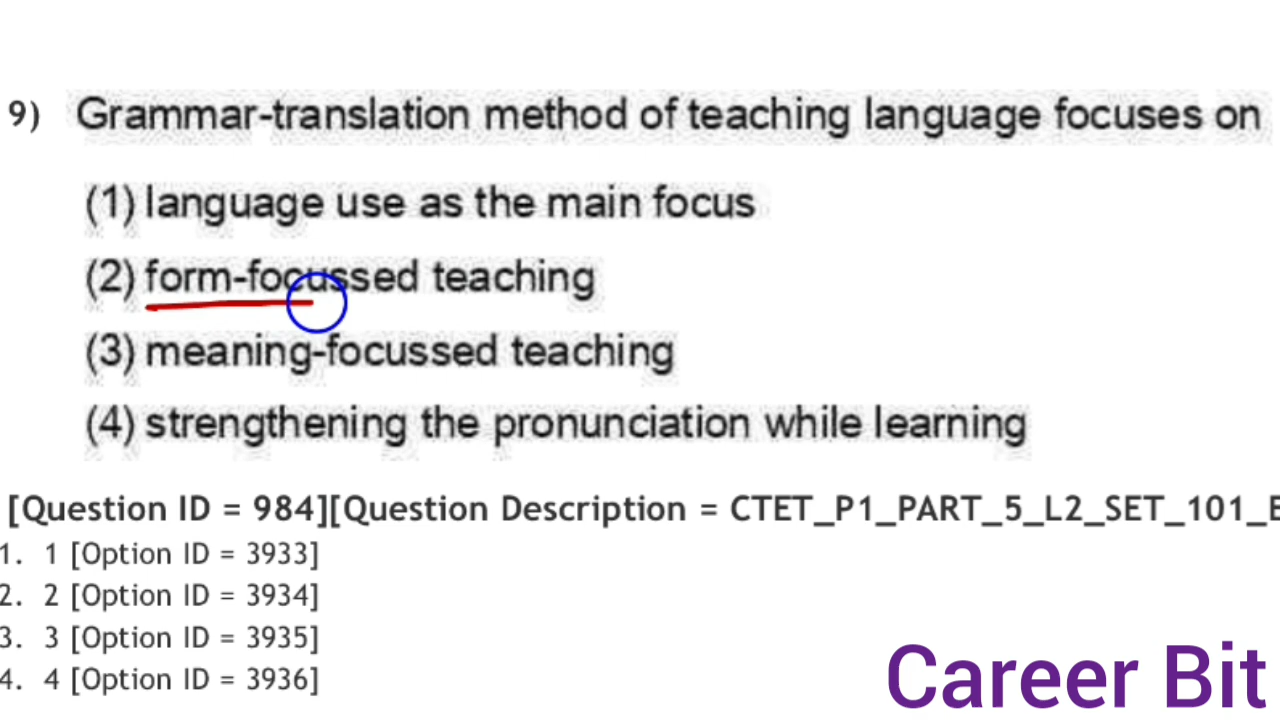 9) Grammar-translation method of teaching language focuses on
(1) language use as the main focus
(2) form-focussed teaching
(3) meaning-focussed teaching
(4) strengthening the pronunciation while learning
[Question ID = 984][Question Description = CTET_P1_PART_5_L2_SET_101_E
1. 1 [Option ID = 3933]
2. 2 [Option ID = 3934]
3. 3 [Option ID = 3935]
4. 4 [Option ID = 3936]
Career Bit